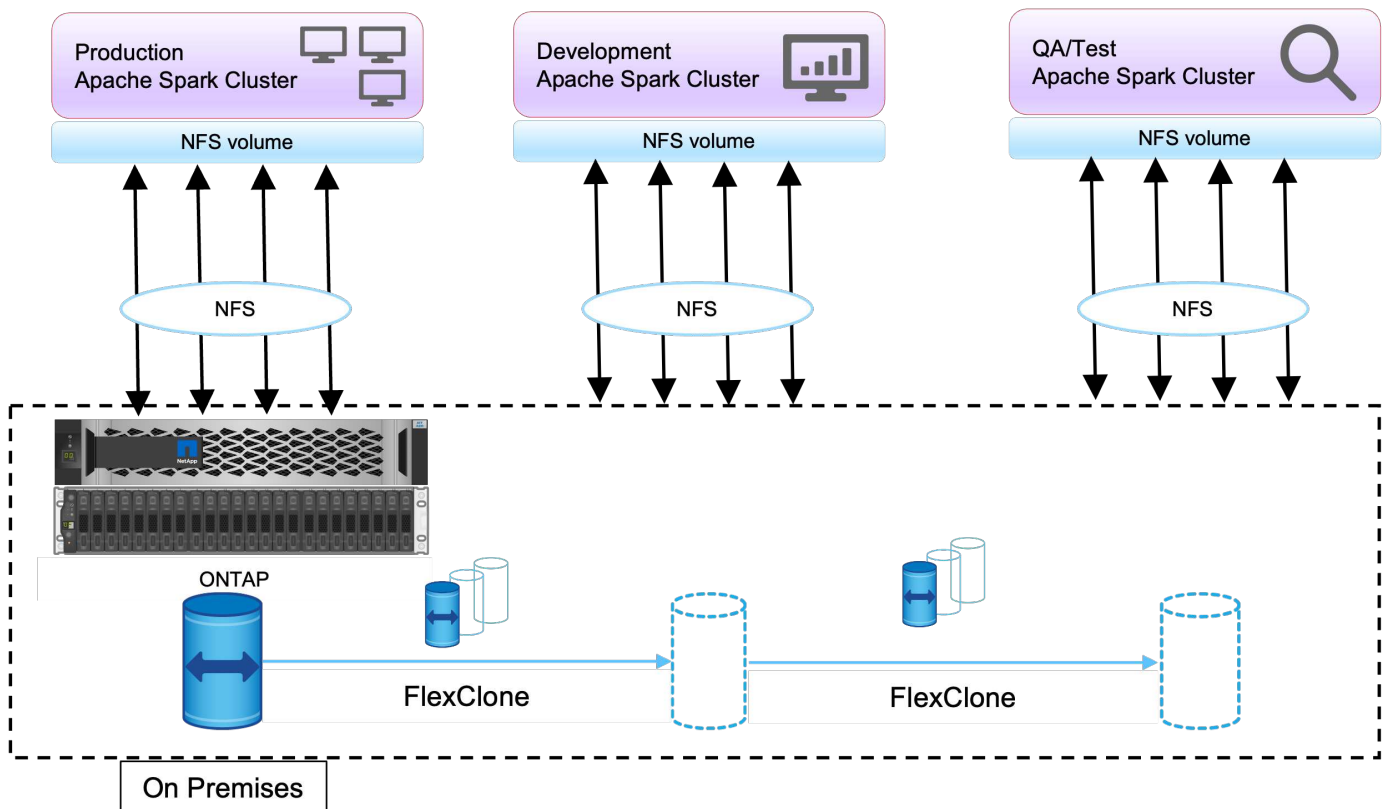 Production
Apache Spark Cluster
Development
Apache Spark Cluster
QA/Test
Apache Spark Cluster
NFS volume
NFS volume
NFS volume
NFS
NFS
NFS
NetApp
ONTAP
FlexClone
FlexClone
On Premises